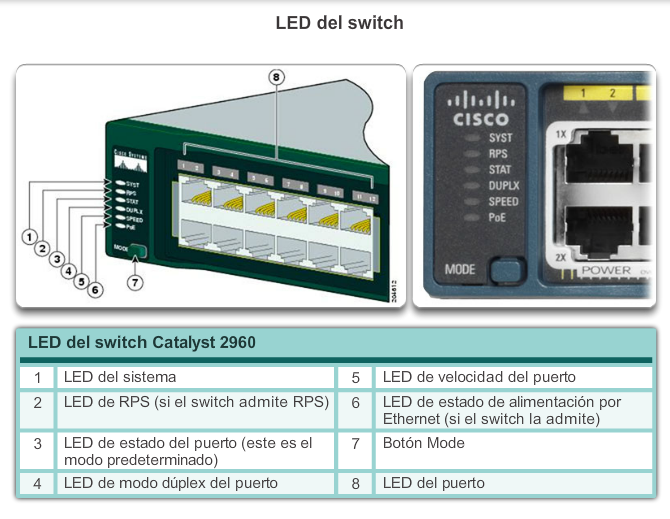 LED del switch
8
CISCO SYSTEMS
1 2 3 4 5 6 7 8 9 10 11 12
SYST
RPS
STAT
DUPLX
SPEED
PoE
MODE
1
2
3
4
5
6
7
204612
CISCO
SYST
RPS
STAT
DUPLX
SPEED
PoE
MODE
1 2
1X
2X
POWER
LED del switch Catalyst 2960
1 LED del sistema
5 LED de velocidad del puerto
2 LED de RPS (si el switch admite RPS)
6 LED de estado de alimentación por
Ethernet (si el switch la admite)
3 LED de estado del puerto (este es el
modo predeterminado)
7 Botón Mode
4 LED de modo dúplex del puerto
8 LED del puerto